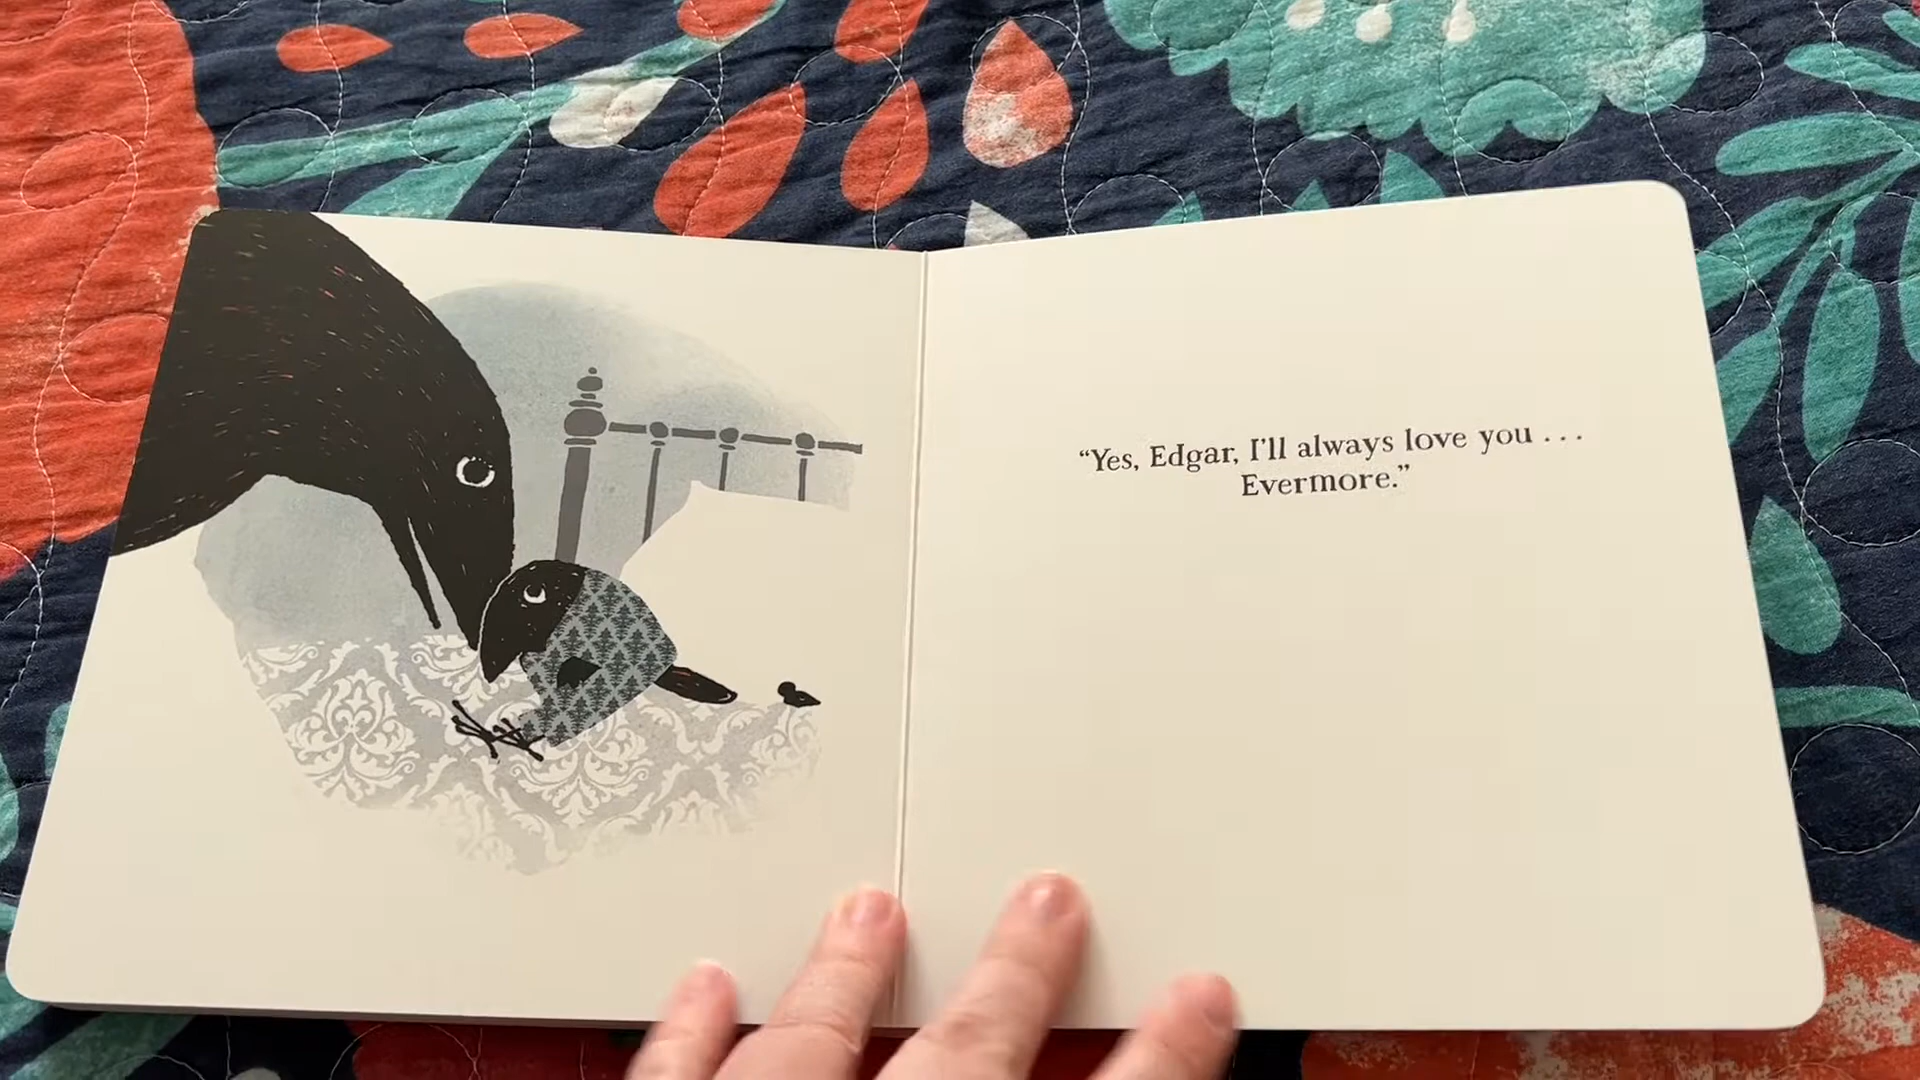 “Yes, Edgar, I’ll always love you . . .
Evermore.”